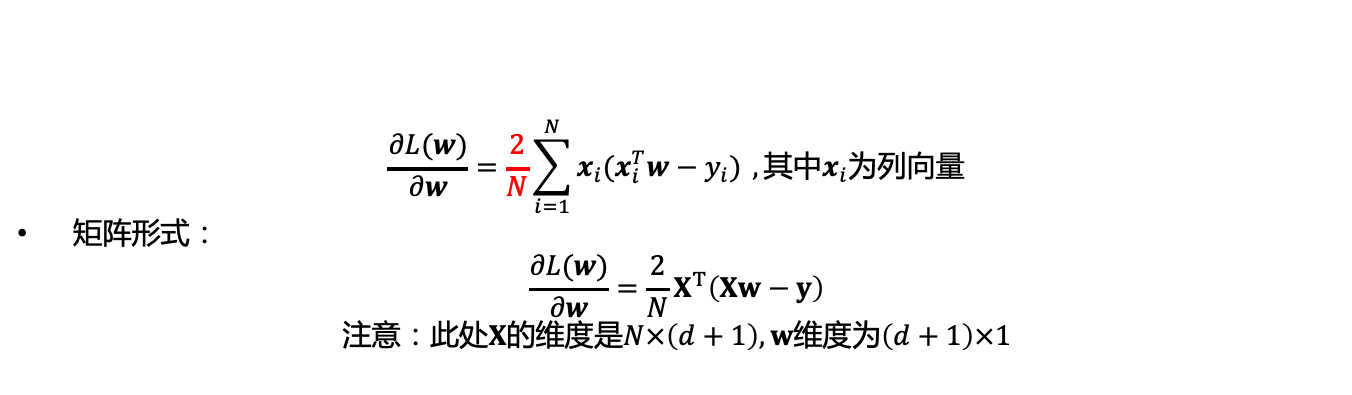 ∂L(w)/∂w = 2/N ∑_{i=1}^{N} x_i(x_i^T w − y_i) ,其中x_i为列向量
• 矩阵形式：
∂L(w)/∂w = 2/N X^T(Xw − y)
注意：此处X的维度是N×(d + 1), w维度为(d + 1)×1